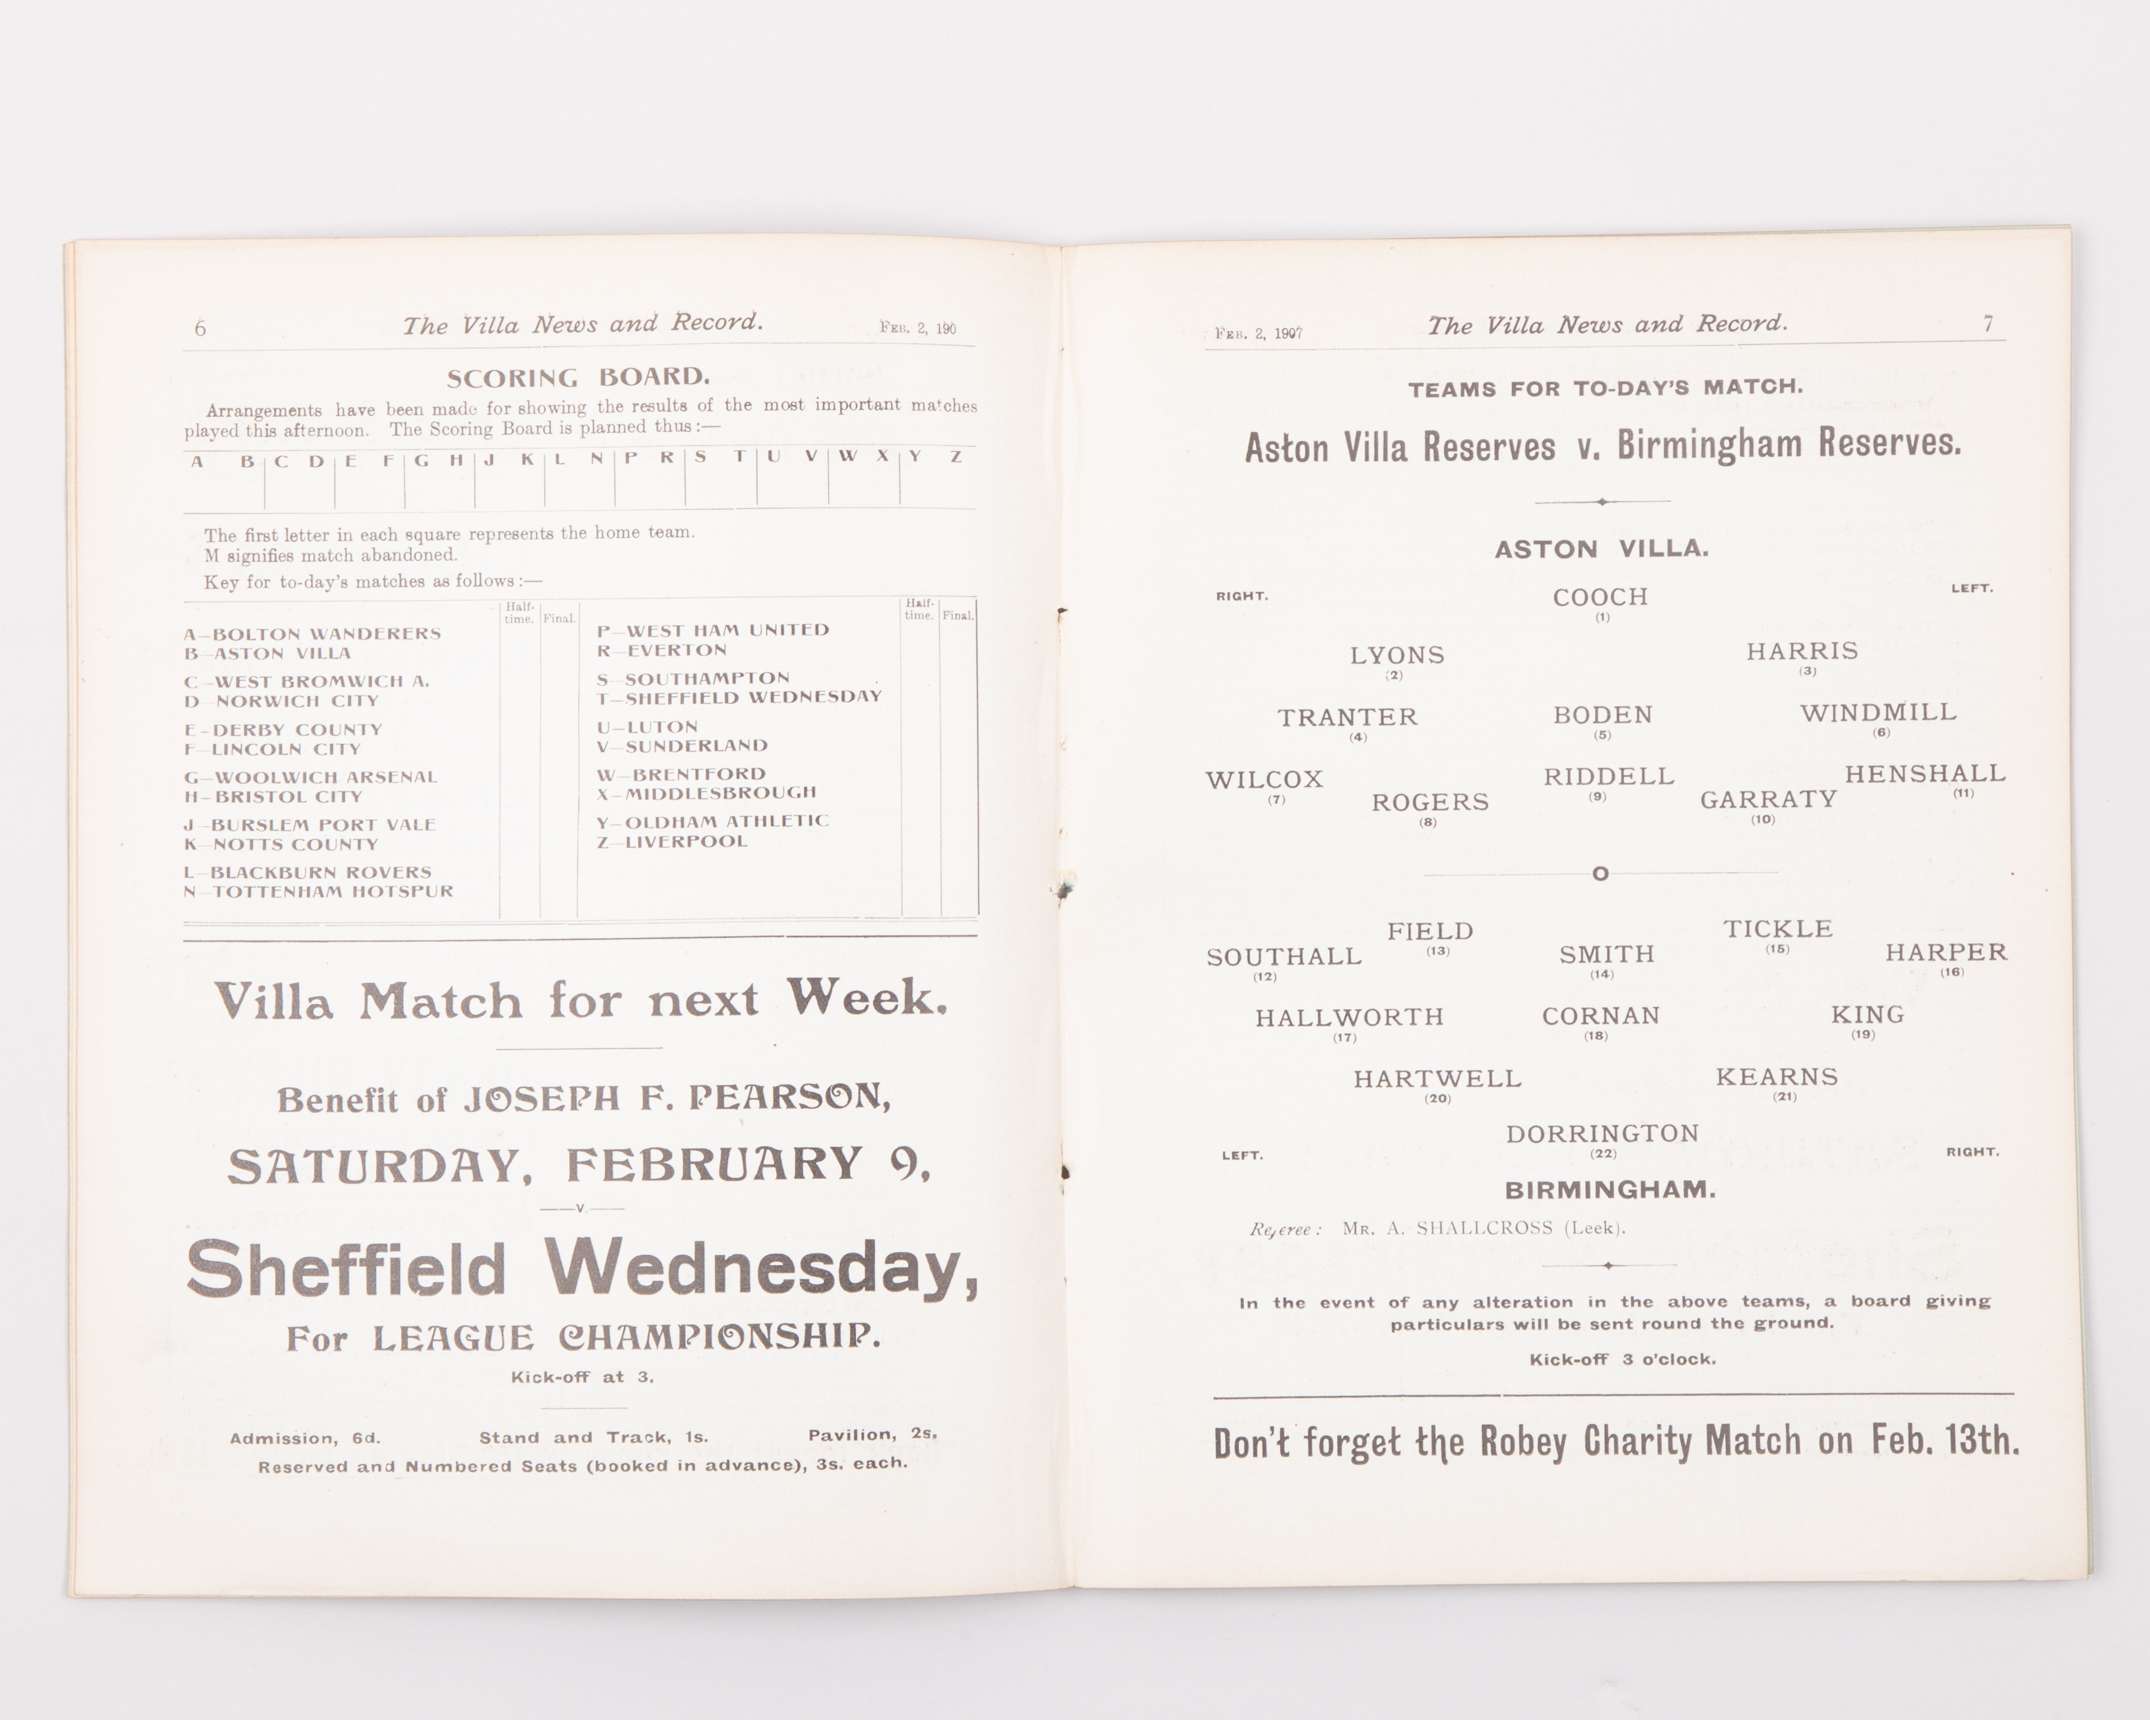 6 The Villa News and Record. FEB. 2, 190
SCORING BOARD.
Arrangements have been made for showing the results of the most important matches
played this afternoon. The Scoring Board is planned thus:—
A B C D E F G H J K L N P R S T U V W X Y Z
The first letter in each square represents the home team.
M signifies match abandoned.
Key for to-day's matches as follows:—
Half-time. Final.
A—BOLTON WANDERERS
B—ASTON VILLA
C—WEST BROMWICH A.
D—NORWICH CITY
E—DERBY COUNTY
F—LINCOLN CITY
G—WOOLWICH ARSENAL
H—BRISTOL CITY
J—BURSLEM PORT VALE
K—NOTTS COUNTY
L—BLACKBURN ROVERS
N—TOTTENHAM HOTSPUR
Half-time. Final.
P—WEST HAM UNITED
R—EVERTON
S—SOUTHAMPTON
T—SHEFFIELD WEDNESDAY
U—LUTON
V—SUNDERLAND
W—BRENTFORD
X—MIDDLESBROUGH
Y—OLDHAM ATHLETIC
Z—LIVERPOOL
Villa Match for next Week.
Benefit of JOSEPH F. PEARSON,
SATURDAY, FEBRUARY 9,
v.
Sheffield Wednesday,
For LEAGUE CHAMPIONSHIP.
Kick-off at 3.
Admission, 6d. Stand and Track, 1s. Pavilion, 2s.
Reserved and Numbered Seats (booked in advance), 3s. each.
FEB. 2, 1907 The Villa News and Record. 7
TEAMS FOR TO-DAY'S MATCH.
Aston Villa Reserves v. Birmingham Reserves.
ASTON VILLA.
RIGHT. COOCH LEFT.
(1)
LYONS HARRIS
(2) (3)
TRANTER BODEN WINDMILL
(4) (5) (6)
WILCOX RIDDELL HENSHALL
(7) (9) (11)
ROGERS GARRATY
(8) (10)
O
FIELD TICKLE
(13) (15)
SOUTHALL SMITH HARPER
(12) (14) (16)
HALLWORTH CORNAN KING
(17) (18) (19)
HARTWELL KEARNS
(20) (21)
DORRINGTON
LEFT. (22) RIGHT.
BIRMINGHAM.
Referee: MR. A. SHALLCROSS (Leek).
In the event of any alteration in the above teams, a board giving
particulars will be sent round the ground.
Kick-off 3 o'clock.
Don't forget the Robey Charity Match on Feb. 13th.